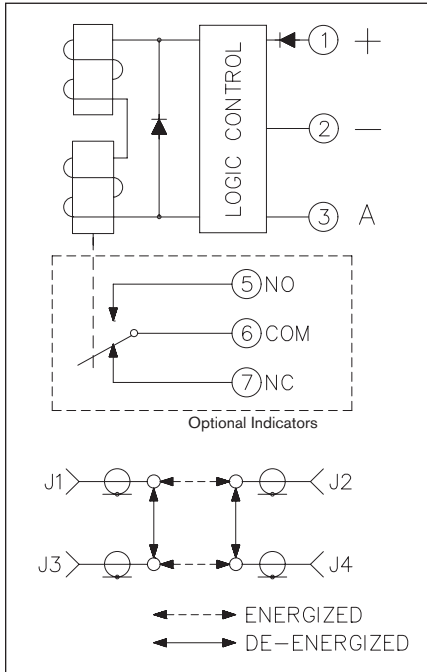 1 +
LOGIC CONTROL
2 –
3 A
5 NO
6 COM
7 NC
Optional Indicators
J1 J2
J3 J4
ENERGIZED
DE-ENERGIZED